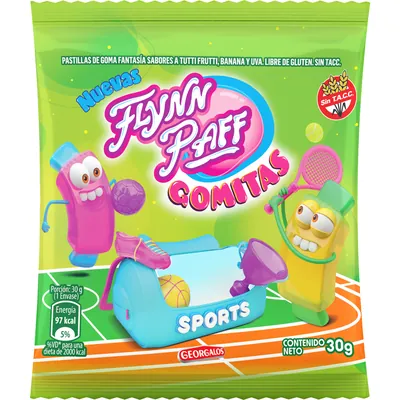 PASTILLAS DE GOMA FANTASÍA SABORES A TUTTI FRUTTI, BANANA Y UVA. LIBRE DE GLUTEN. SIN TACC.
Nuevas
FLYNN
PAFF
GOMITAS
Sin T.A.C.C.
SPORTS
Porción: 30 g
(1 Envase)
Energía
97 kcal
5%
%VD* para una
dieta de 2000 kcal
GEORGALOS
CONTENIDO
NETO 30g